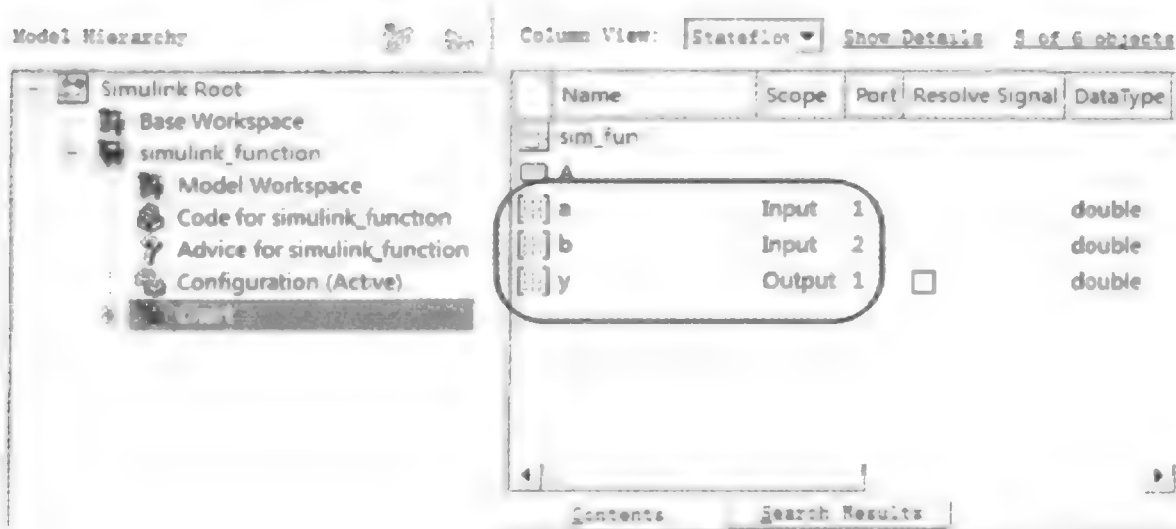 Model Hierarchy
Column View: Stateflow Show Details 5 of 6 objects
Simulink Root
Base Workspace
simulink_function
Model Workspace
Code for simulink_function
Advice for simulink_function
Configuration (Active)
Chart
Name Scope Port Resolve Signal DataType
sim_fun
A
a Input 1 double
b Input 2 double
y Output 1 double
Contents Search Results